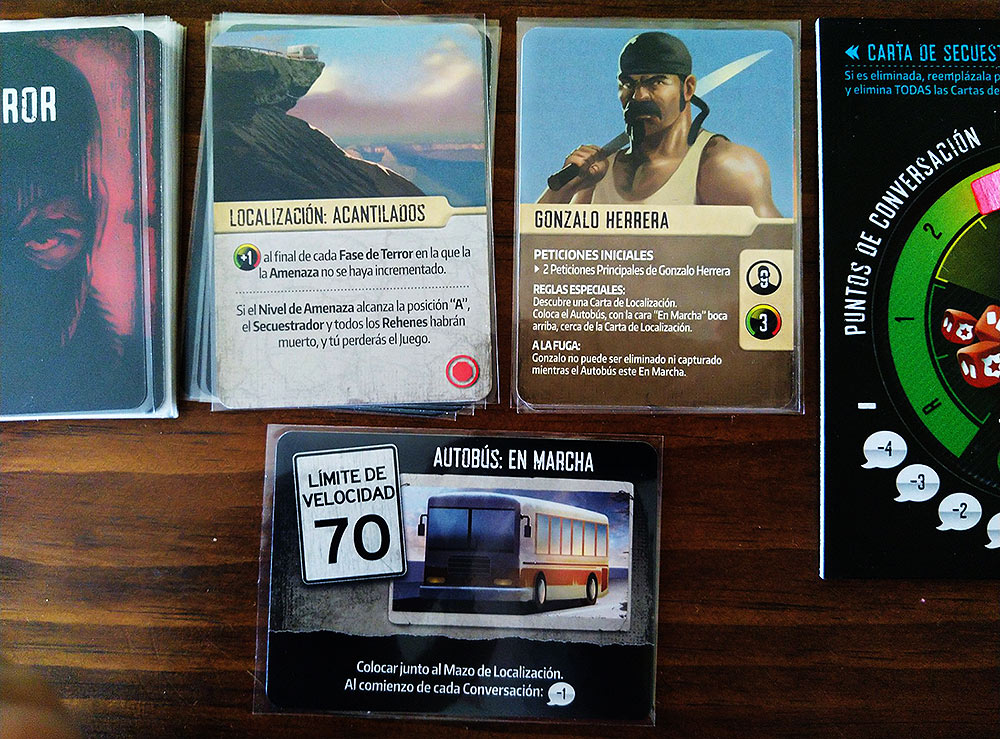 RROR
LOCALIZACIÓN: ACANTILADOS
+1 al final de cada Fase de Terror en la que la
la Amenaza no se haya incrementado.
Si el Nivel de Amenaza alcanza la posición "A",
el Secuestrador y todos los Rehenes habrán
muerto, y tú perderás el Juego.
GONZALO HERRERA
PETICIONES INICIALES
2 Peticiones Principales de Gonzalo Herrera
REGLAS ESPECIALES:
Descubre una Carta de Localización.
Coloca el Autobús, con la cara "En Marcha" boca
arriba, cerca de la Carta de Localización.
A LA FUGA:
Gonzalo no puede ser eliminado ni capturado
mientras el Autobús este En Marcha.
3
CARTA DE SECUEST
Si es eliminada, reemplázala p
y elimina TODAS las Cartas de
PUNTOS DE CONVERSACIÓN
2
1
R
-4
-3
-2
LÍMITE DE
VELOCIDAD
70
AUTOBÚS: EN MARCHA
Colocar junto al Mazo de Localización.
Al comienzo de cada Conversación: -1